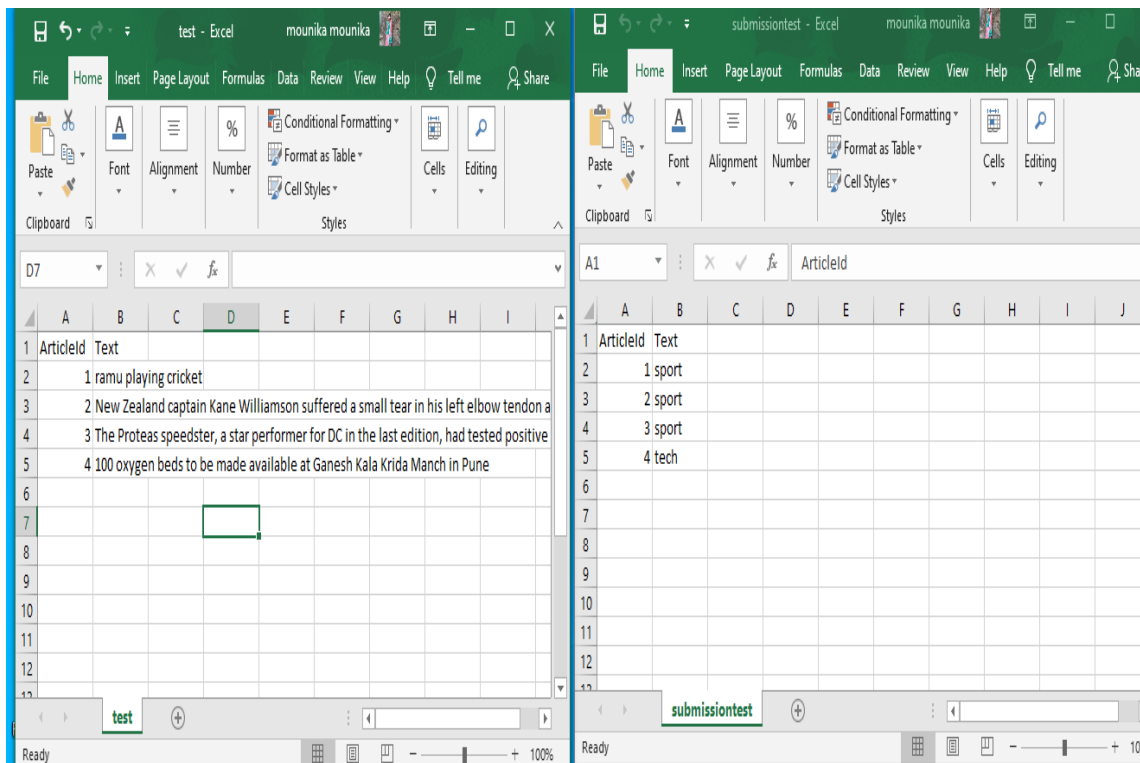 test - Excel mounika mounika
File Home Insert Page Layout Formulas Data Review View Help Tell me Share
Paste Font Alignment Number Conditional Formatting Cells Editing
Format as Table
Cell Styles
Clipboard Styles
D7 fx
A B C D E F G H I
1 ArticleId Text
2 1 ramu playing cricket
3 2 New Zealand captain Kane Williamson suffered a small tear in his left elbow tendon a
4 3 The Proteas speedster, a star performer for DC in the last edition, had tested positive
5 4 100 oxygen beds to be made available at Ganesh Kala Krida Manch in Pune
6
7
8
9
10
11
12
13
test
Ready 100%
submissiontest - Excel mounika mounika
File Home Insert Page Layout Formulas Data Review View Help Tell me Sha
Paste Font Alignment Number Conditional Formatting Cells Editing
Format as Table
Cell Styles
Clipboard Styles
A1 fx ArticleId
A B C D E F G H I J
1 ArticleId Text
2 1 sport
3 2 sport
4 3 sport
5 4 tech
6
7
8
9
10
11
12
13
submissiontest
Ready 10